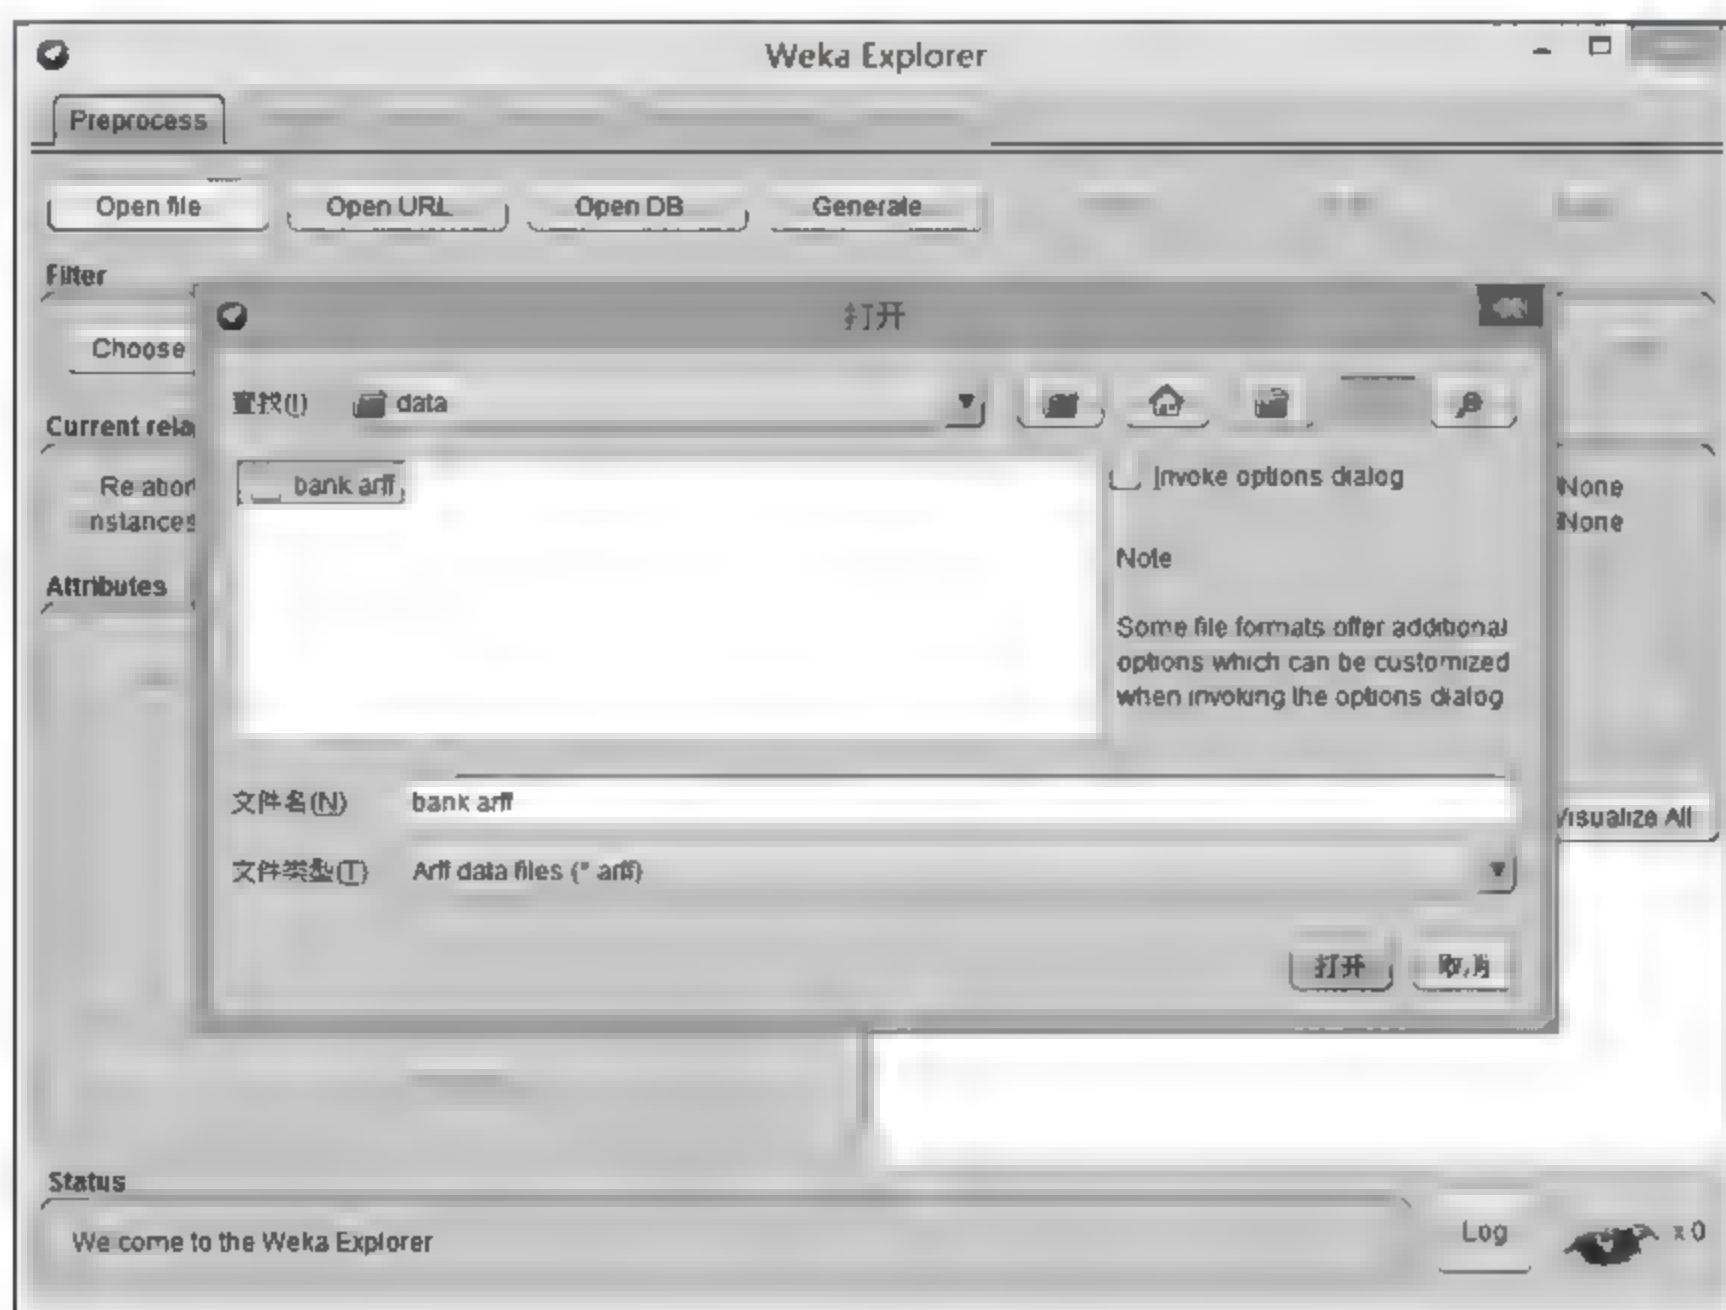 Weka Explorer
Preprocess
Open file
Open URL
Open DB
Generate
Filter
Choose
打开
查找(I)
data
Current rela
bank arff
Invoke options dialog
None
None
Note
Attributes
Some file formats offer additional
options which can be customized
when invoking the options dialog
文件名(N)
bank arff
Visualize All
文件类型(T)
Arff data files (* arff)
打开
取消
Status
We come to the Weka Explorer
Log
x 0